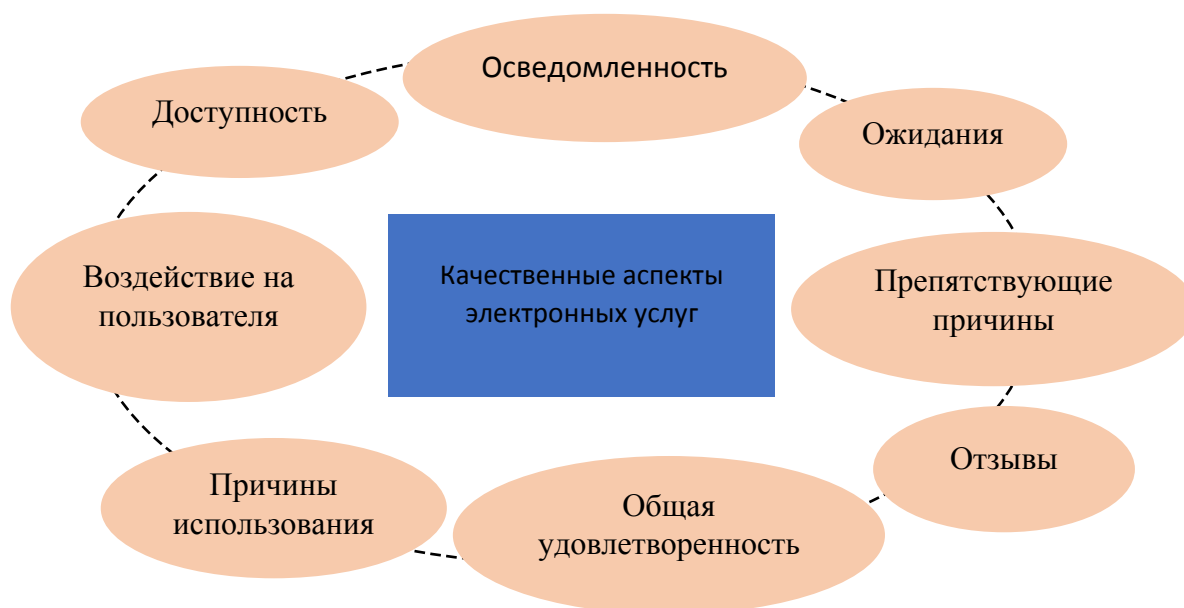 Осведомленность
Доступность
Ожидания
Воздействие на
пользователя
Качественные аспекты
электронных услуг
Препятствующие
причины
Отзывы
Причины
использования
Общая
удовлетворенность